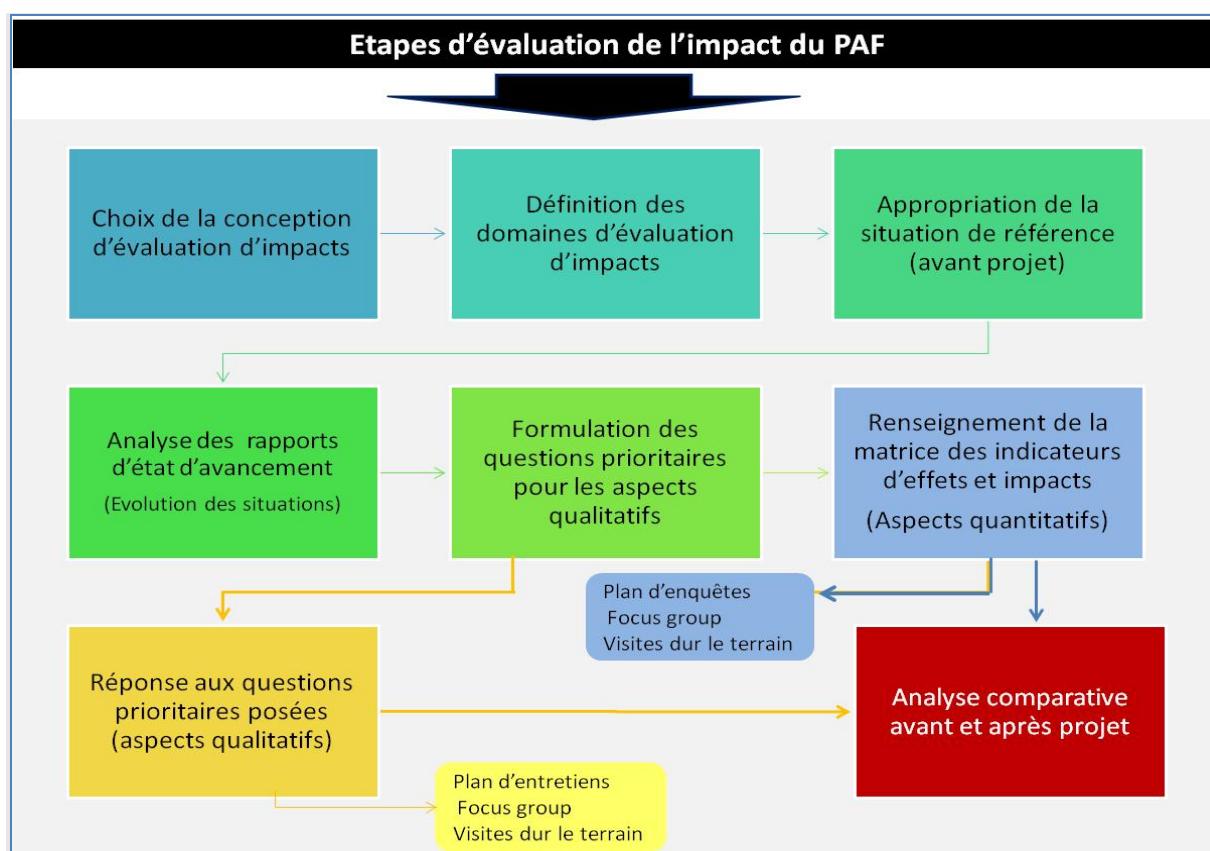 Etapes d’évaluation de l’impact du PAF
Choix de la conception
d’évaluation d’impacts
Définition des
domaines d’évaluation
d’impacts
Appropriation de la
situation de référence
(avant projet)
Analyse des rapports
d’état d’avancement
(Evolution des situations)
Formulation des
questions prioritaires
pour les aspects
qualitatifs
Renseignement de la
matrice des indicateurs
d’effets et impacts
(Aspects quantitatifs)
Plan d’enquêtes
Focus group
Visites dur le terrain
Réponse aux questions
prioritaires posées
(aspects qualitatifs)
Analyse comparative
avant et après projet
Plan d’entretiens
Focus group
Visites dur le terrain